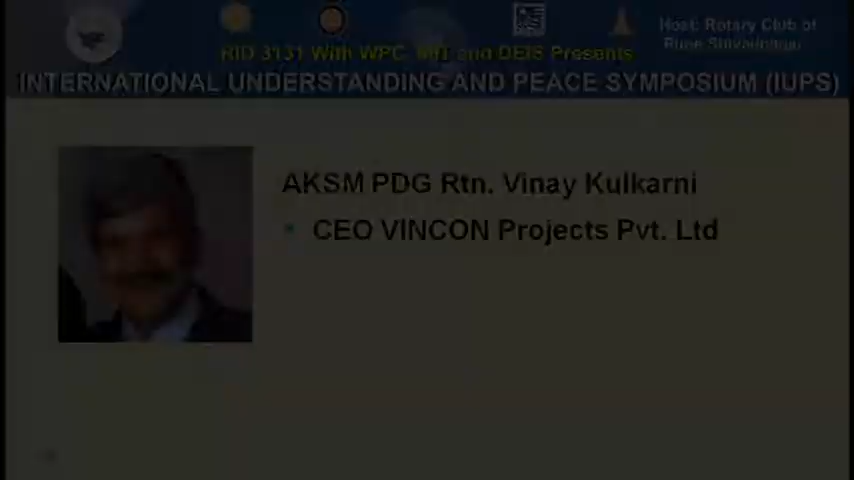 Host: Rotary Club of
Pune Shivajinagar
RID 3131 With WPC, MIT and DEIS Presents
INTERNATIONAL UNDERSTANDING AND PEACE SYMPOSIUM (IUPS)
AKSM PDG Rtn. Vinay Kulkarni
• CEO VINCON Projects Pvt. Ltd